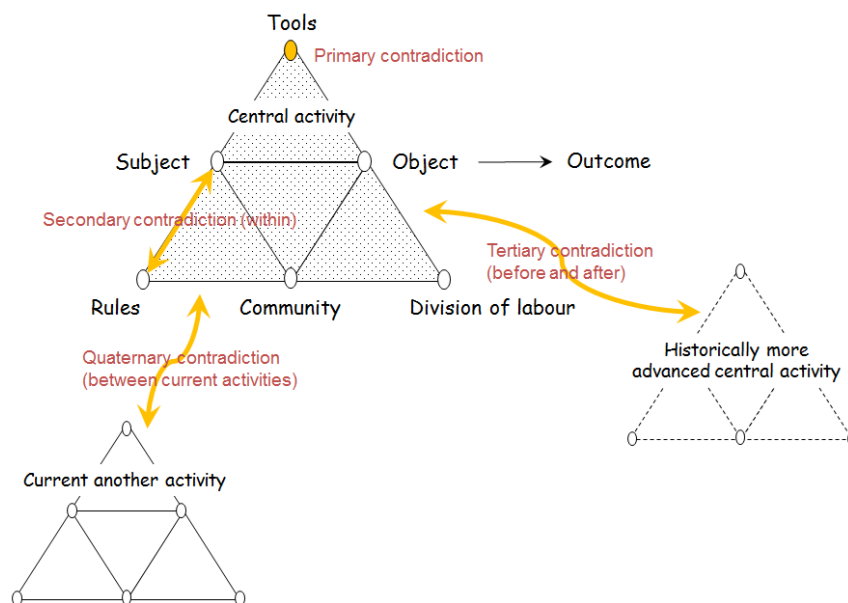 Tools
Primary contradiction
Central activity
Subject
Object
Outcome
Secondary contradiction (within)
Tertiary contradiction
(before and after)
Rules
Community
Division of labour
Quaternary contradiction
(between current activities)
Historically more
advanced central activity
Current another activity